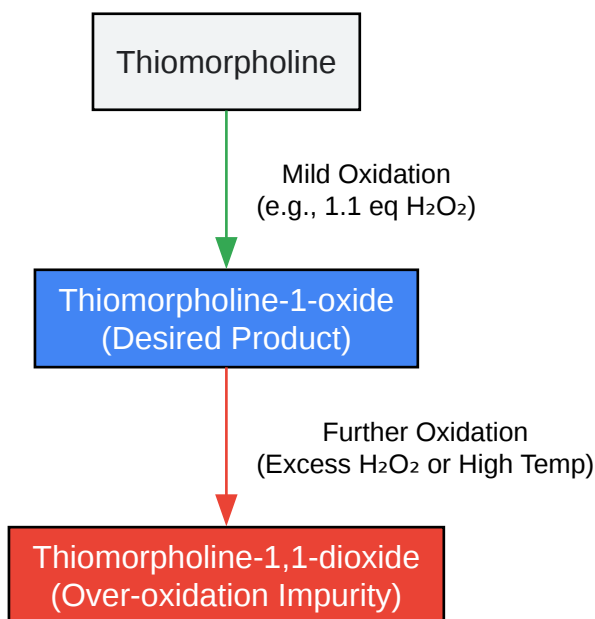 Thiomorpholine
Mild Oxidation
(e.g., 1.1 eq H₂O₂)
Thiomorpholine-1-oxide
(Desired Product)
Further Oxidation
(Excess H₂O₂ or High Temp)
Thiomorpholine-1,1-dioxide
(Over-oxidation Impurity)